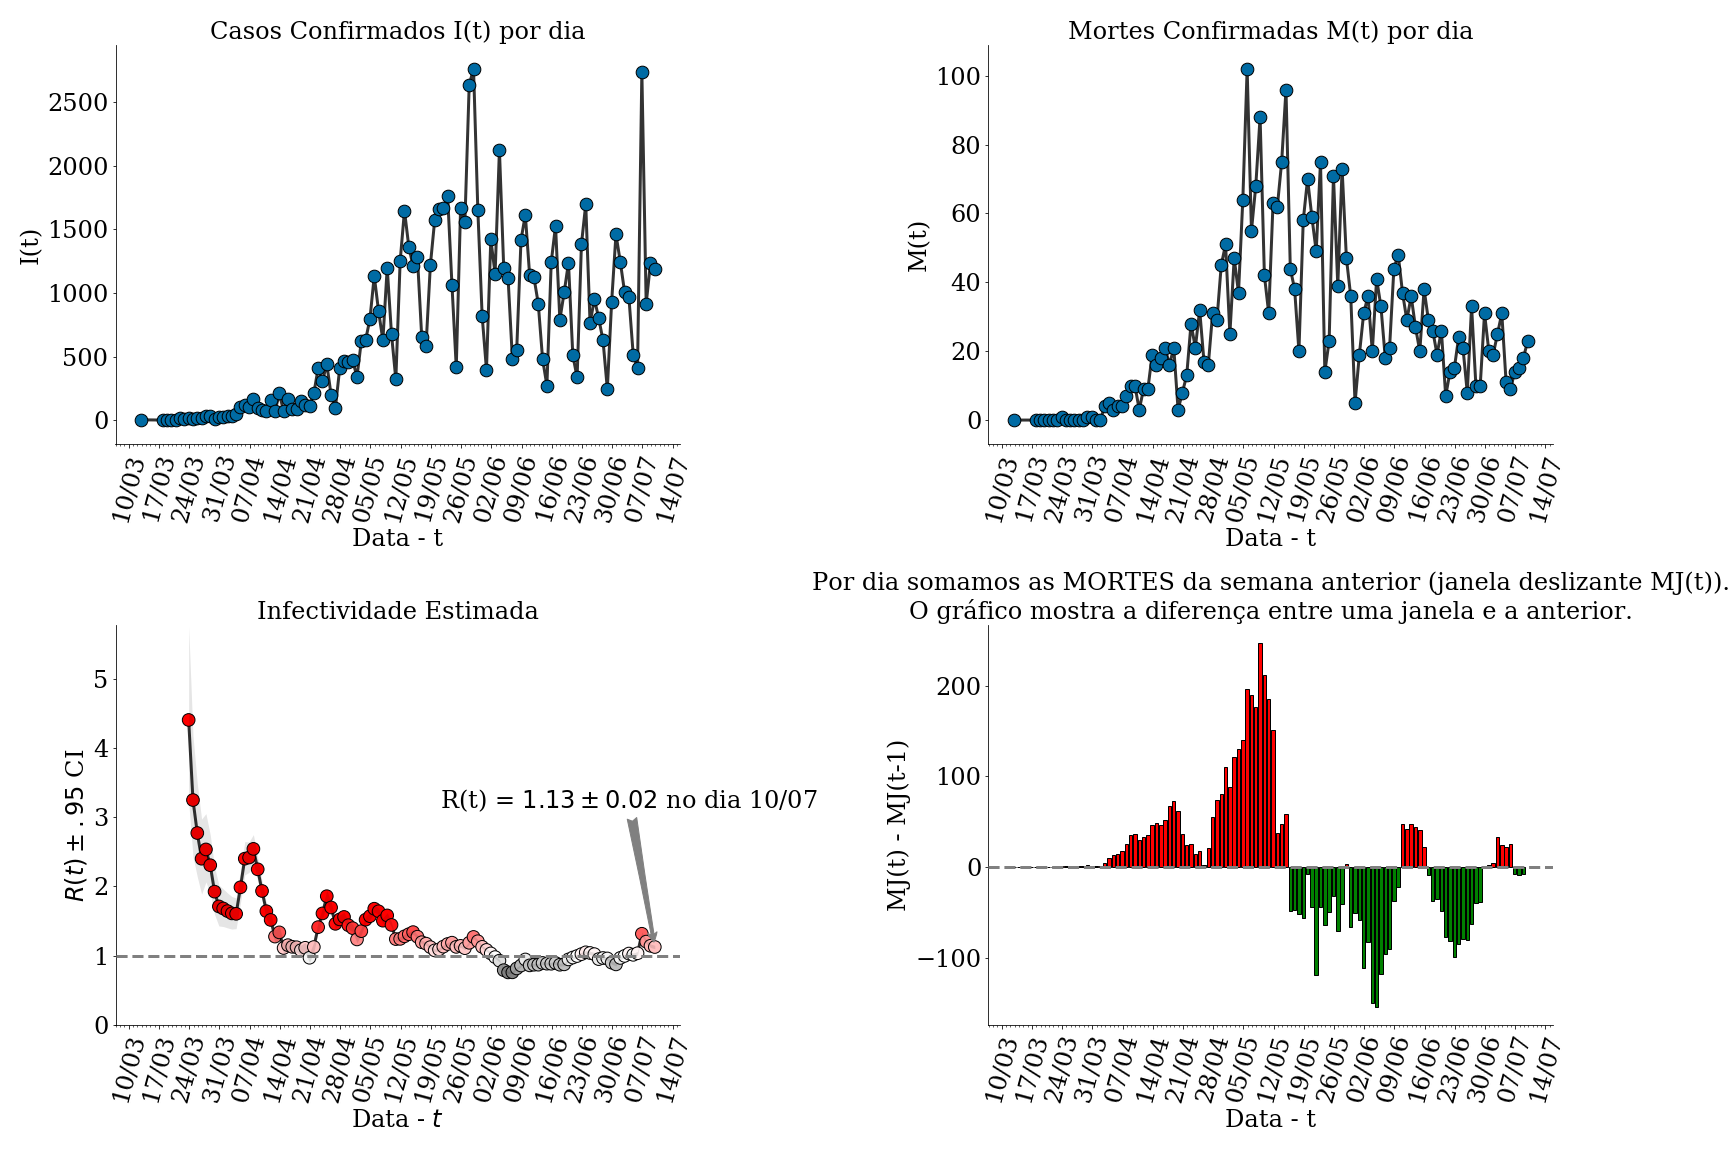 Casos Confirmados I(t) por dia
I(t)
2500
2000
1500
1000
500
0
10/03 17/03 24/03 31/03 07/04 14/04 21/04 28/04 05/05 12/05 19/05 26/05 02/06 09/06 16/06 23/06 30/06 07/07 14/07
Data - t
Mortes Confirmadas M(t) por dia
M(t)
100
80
60
40
20
0
10/03 17/03 24/03 31/03 07/04 14/04 21/04 28/04 05/05 12/05 19/05 26/05 02/06 09/06 16/06 23/06 30/06 07/07 14/07
Data - t
Infectividade Estimada
R(t) ± .95 CI
5
4
3
2
1
0
R(t) = 1.13 ± 0.02 no dia 10/07
10/03 17/03 24/03 31/03 07/04 14/04 21/04 28/04 05/05 12/05 19/05 26/05 02/06 09/06 16/06 23/06 30/06 07/07 14/07
Data - t
Por dia somamos as MORTES da semana anterior (janela deslizante MJ(t)).
O gráfico mostra a diferença entre uma janela e a anterior.
MJ(t) - MJ(t-1)
200
100
0
−100
10/03 17/03 24/03 31/03 07/04 14/04 21/04 28/04 05/05 12/05 19/05 26/05 02/06 09/06 16/06 23/06 30/06 07/07 14/07
Data - t